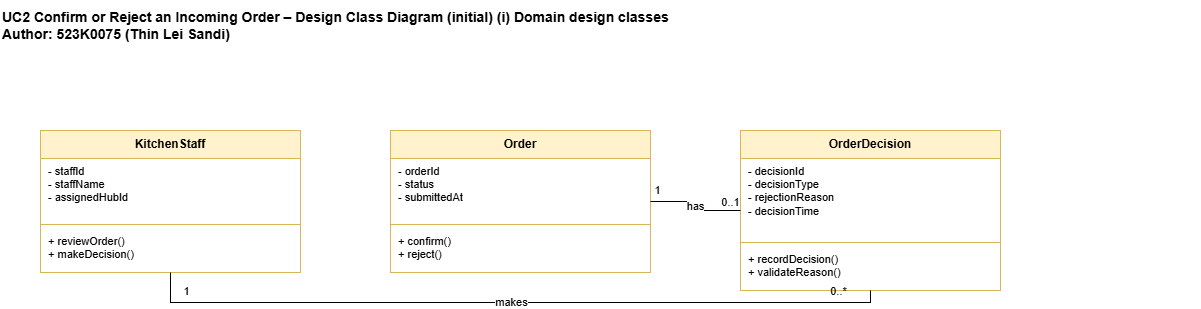 UC2 Confirm or Reject an Incoming Order – Design Class Diagram (initial) (i) Domain design classes
Author: 523K0075 (Thin Lei Sandi)
KitchenStaff
- staffId
- staffName
- assignedHubId
+ reviewOrder()
+ makeDecision()
Order
- orderId
- status
- submittedAt
+ confirm()
+ reject()
1
has
0..1
OrderDecision
- decisionId
- decisionType
- rejectionReason
- decisionTime
+ recordDecision()
+ validateReason()
1
makes
0..*